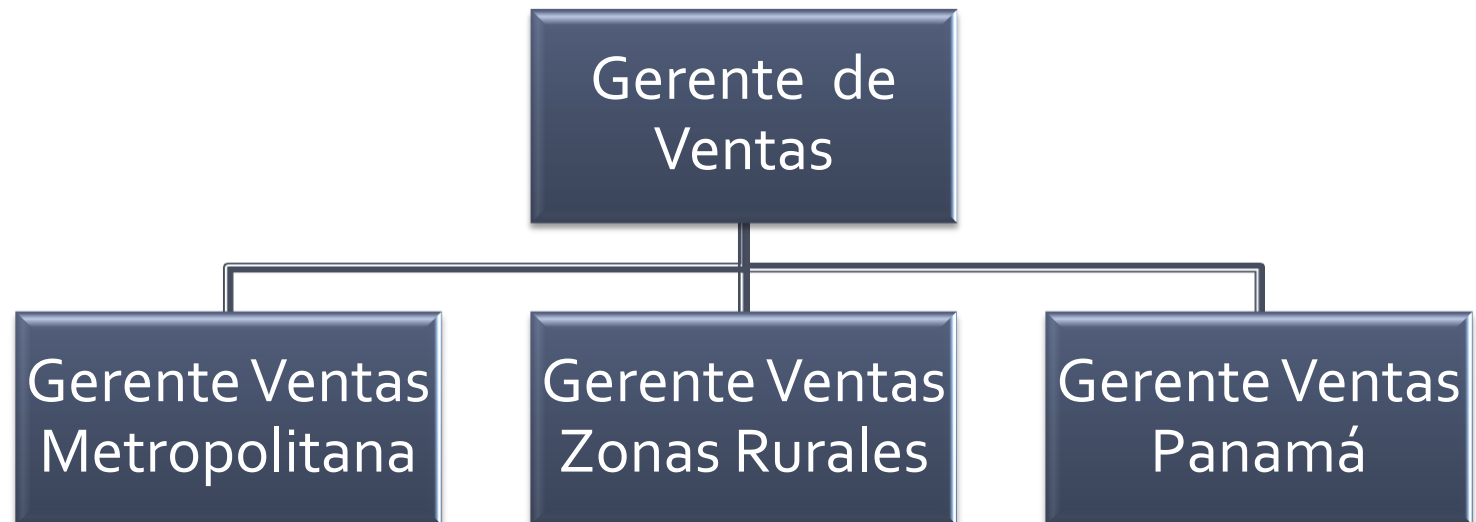 Gerente de
Ventas
Gerente Ventas
Metropolitana
Gerente Ventas
Zonas Rurales
Gerente Ventas
Panamá